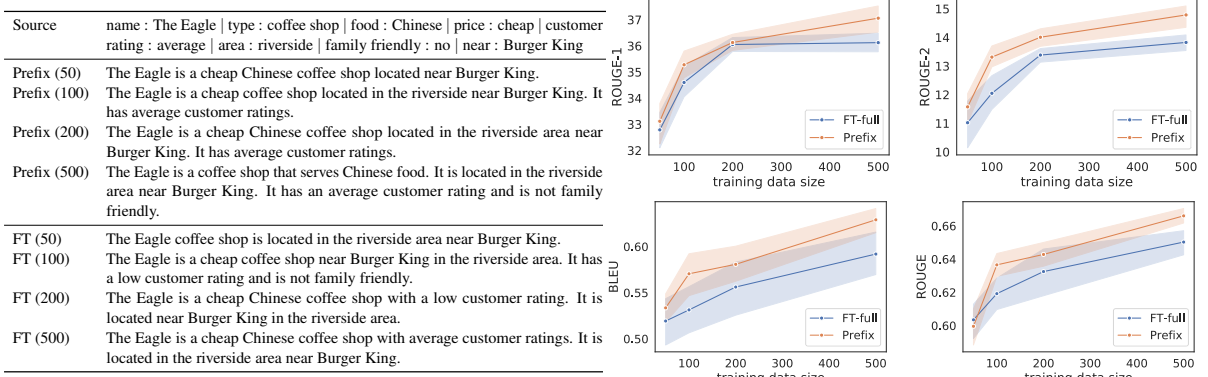 Source name : The Eagle | type : coffee shop | food : Chinese | price : cheap | customer
rating : average | area : riverside | family friendly : no | near : Burger King
Prefix (50) The Eagle is a cheap Chinese coffee shop located near Burger King.
Prefix (100) The Eagle is a cheap coffee shop located in the riverside near Burger King. It
has average customer ratings.
Prefix (200) The Eagle is a cheap Chinese coffee shop located in the riverside area near
Burger King. It has average customer ratings.
Prefix (500) The Eagle is a coffee shop that serves Chinese food. It is located in the riverside
area near Burger King. It has an average customer rating and is not family
friendly.
FT (50) The Eagle coffee shop is located in the riverside area near Burger King.
FT (100) The Eagle is a cheap coffee shop near Burger King in the riverside area. It has
a low customer rating and is not family friendly.
FT (200) The Eagle is a cheap Chinese coffee shop with a low customer rating. It is
located near Burger King in the riverside area.
FT (500) The Eagle is a cheap Chinese coffee shop with average customer ratings. It is
located in the riverside area near Burger King.
ROUGE-1
37
36
35
34
33
32
FT-full
Prefix
100 200 300 400 500
training data size
ROUGE-2
15
14
13
12
11
10
FT-full
Prefix
100 200 300 400 500
training data size
BLEU
0.60
0.55
0.50
FT-full
Prefix
100 200 300 400 500
training data size
ROUGE
0.66
0.64
0.62
0.60
FT-full
Prefix
100 200 300 400 500
training data size